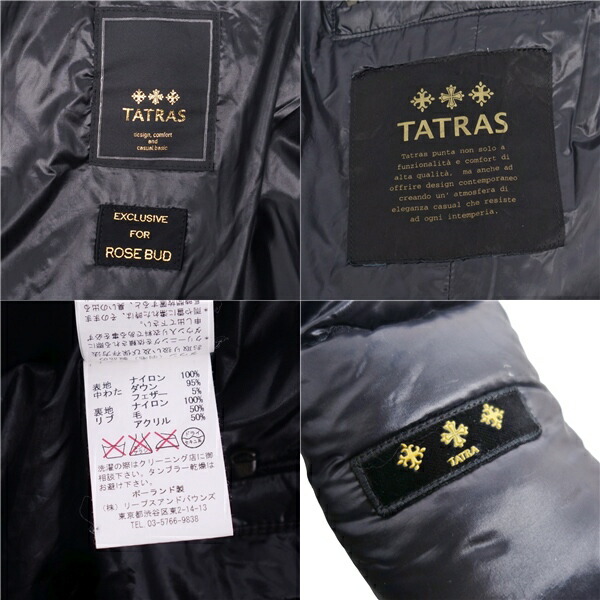 TATRAS
design, comfort
and
casual basic
EXCLUSIVE
FOR
ROSE BUD
TATRAS
Tatras punta non solo a
funzionalità e comfort di
alta qualità. ma anche ad
offrire design contemporaneo
creando un' atmosfera di
eleganza casual che resiste
ad ogni intemperia.
表地 ナイロン 100%
中わた ダウン 95%
フェザー 5%
裏地 ナイロン 100%
リブ 毛 50%
アクリル 50%
ドライ
洗濯の際はクリーニング店に御
相談下さい。タンブラー乾燥は
お避け下さい。
ポーランド製
(株) リーブスアンドバウンズ
東京都渋谷区東2-14-13
TEL 03-5766-9838
TATRA